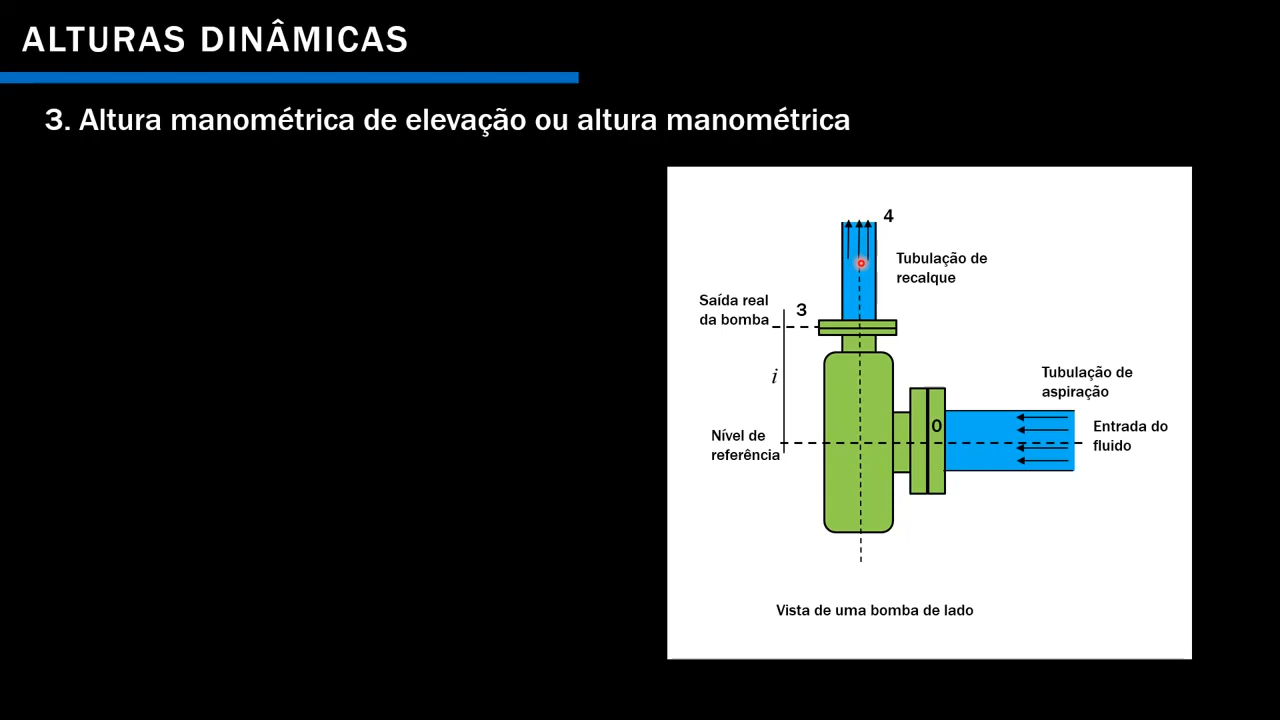 ALTURAS DINÂMICAS
3. Altura manométrica de elevação ou altura manométrica
4
Tubulação de
recalque
Saída real
da bomba
3
i
Tubulação de
aspiração
Nível de
referência
0
Entrada do
fluido
Vista de uma bomba de lado